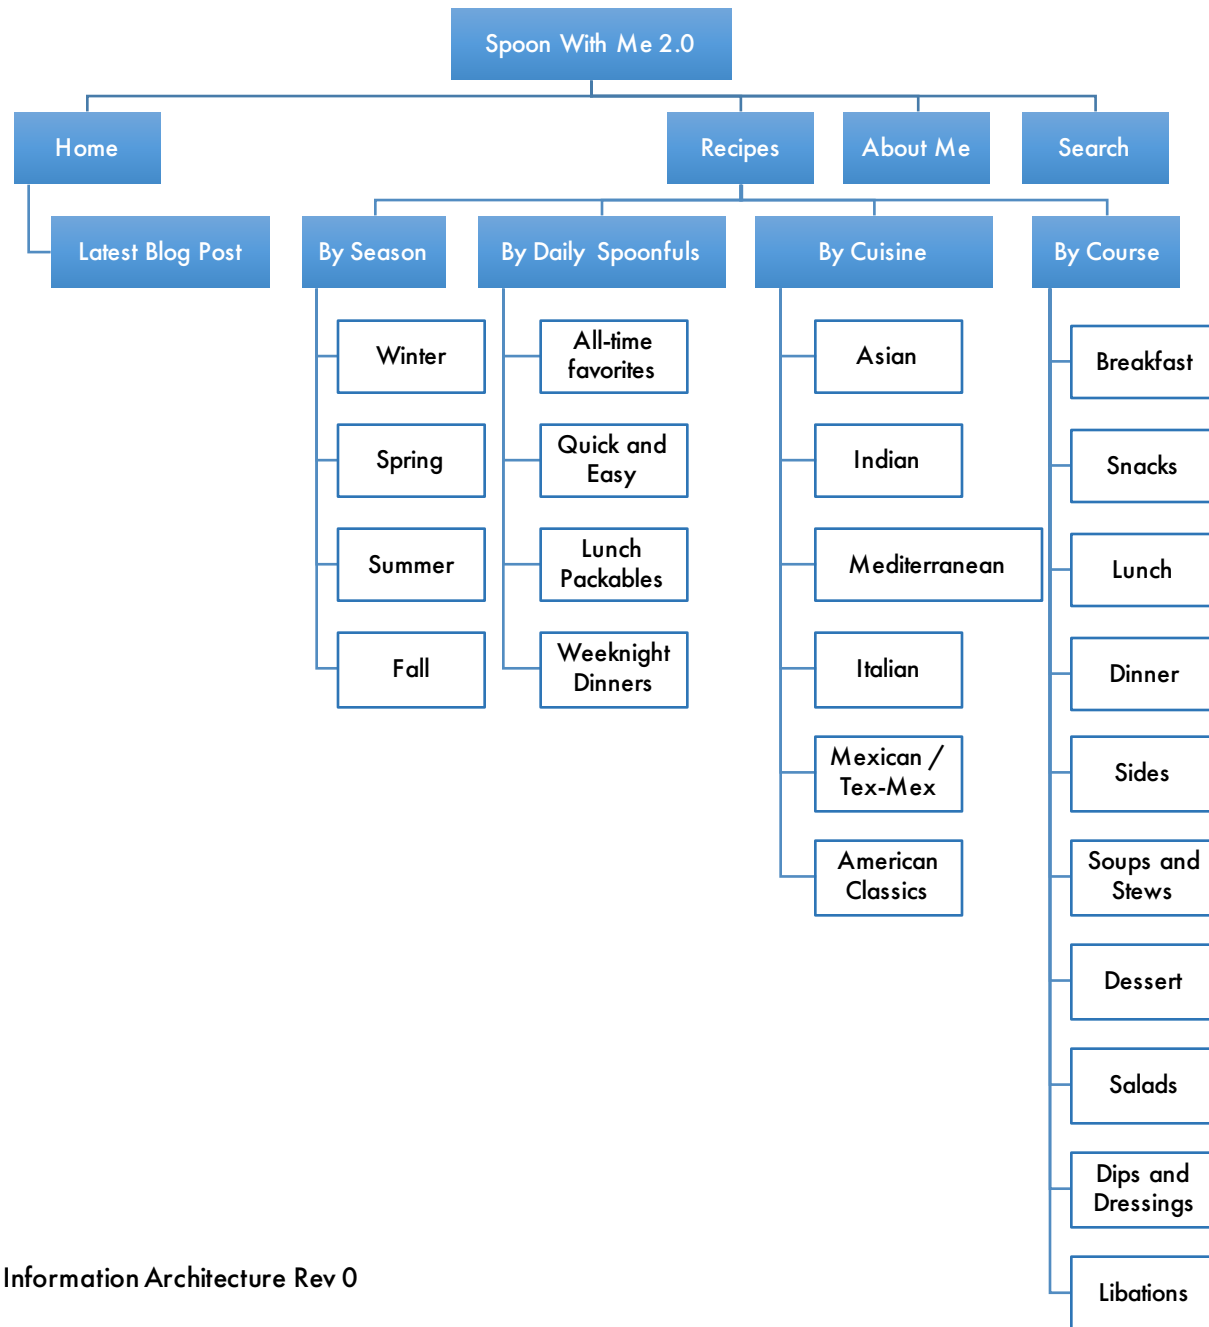 Spoon With Me 2.0
Home
Recipes
About Me
Search
Latest Blog Post
By Season
By Daily Spoonfuls
By Cuisine
By Course
Winter
Spring
Summer
Fall
All-time
favorites
Quick and
Easy
Lunch
Packables
Weeknight
Dinners
Asian
Indian
Mediterranean
Italian
Mexican /
Tex-Mex
American
Classics
Breakfast
Snacks
Lunch
Dinner
Sides
Soups and
Stews
Dessert
Salads
Dips and
Dressings
Libations
Information Architecture Rev 0